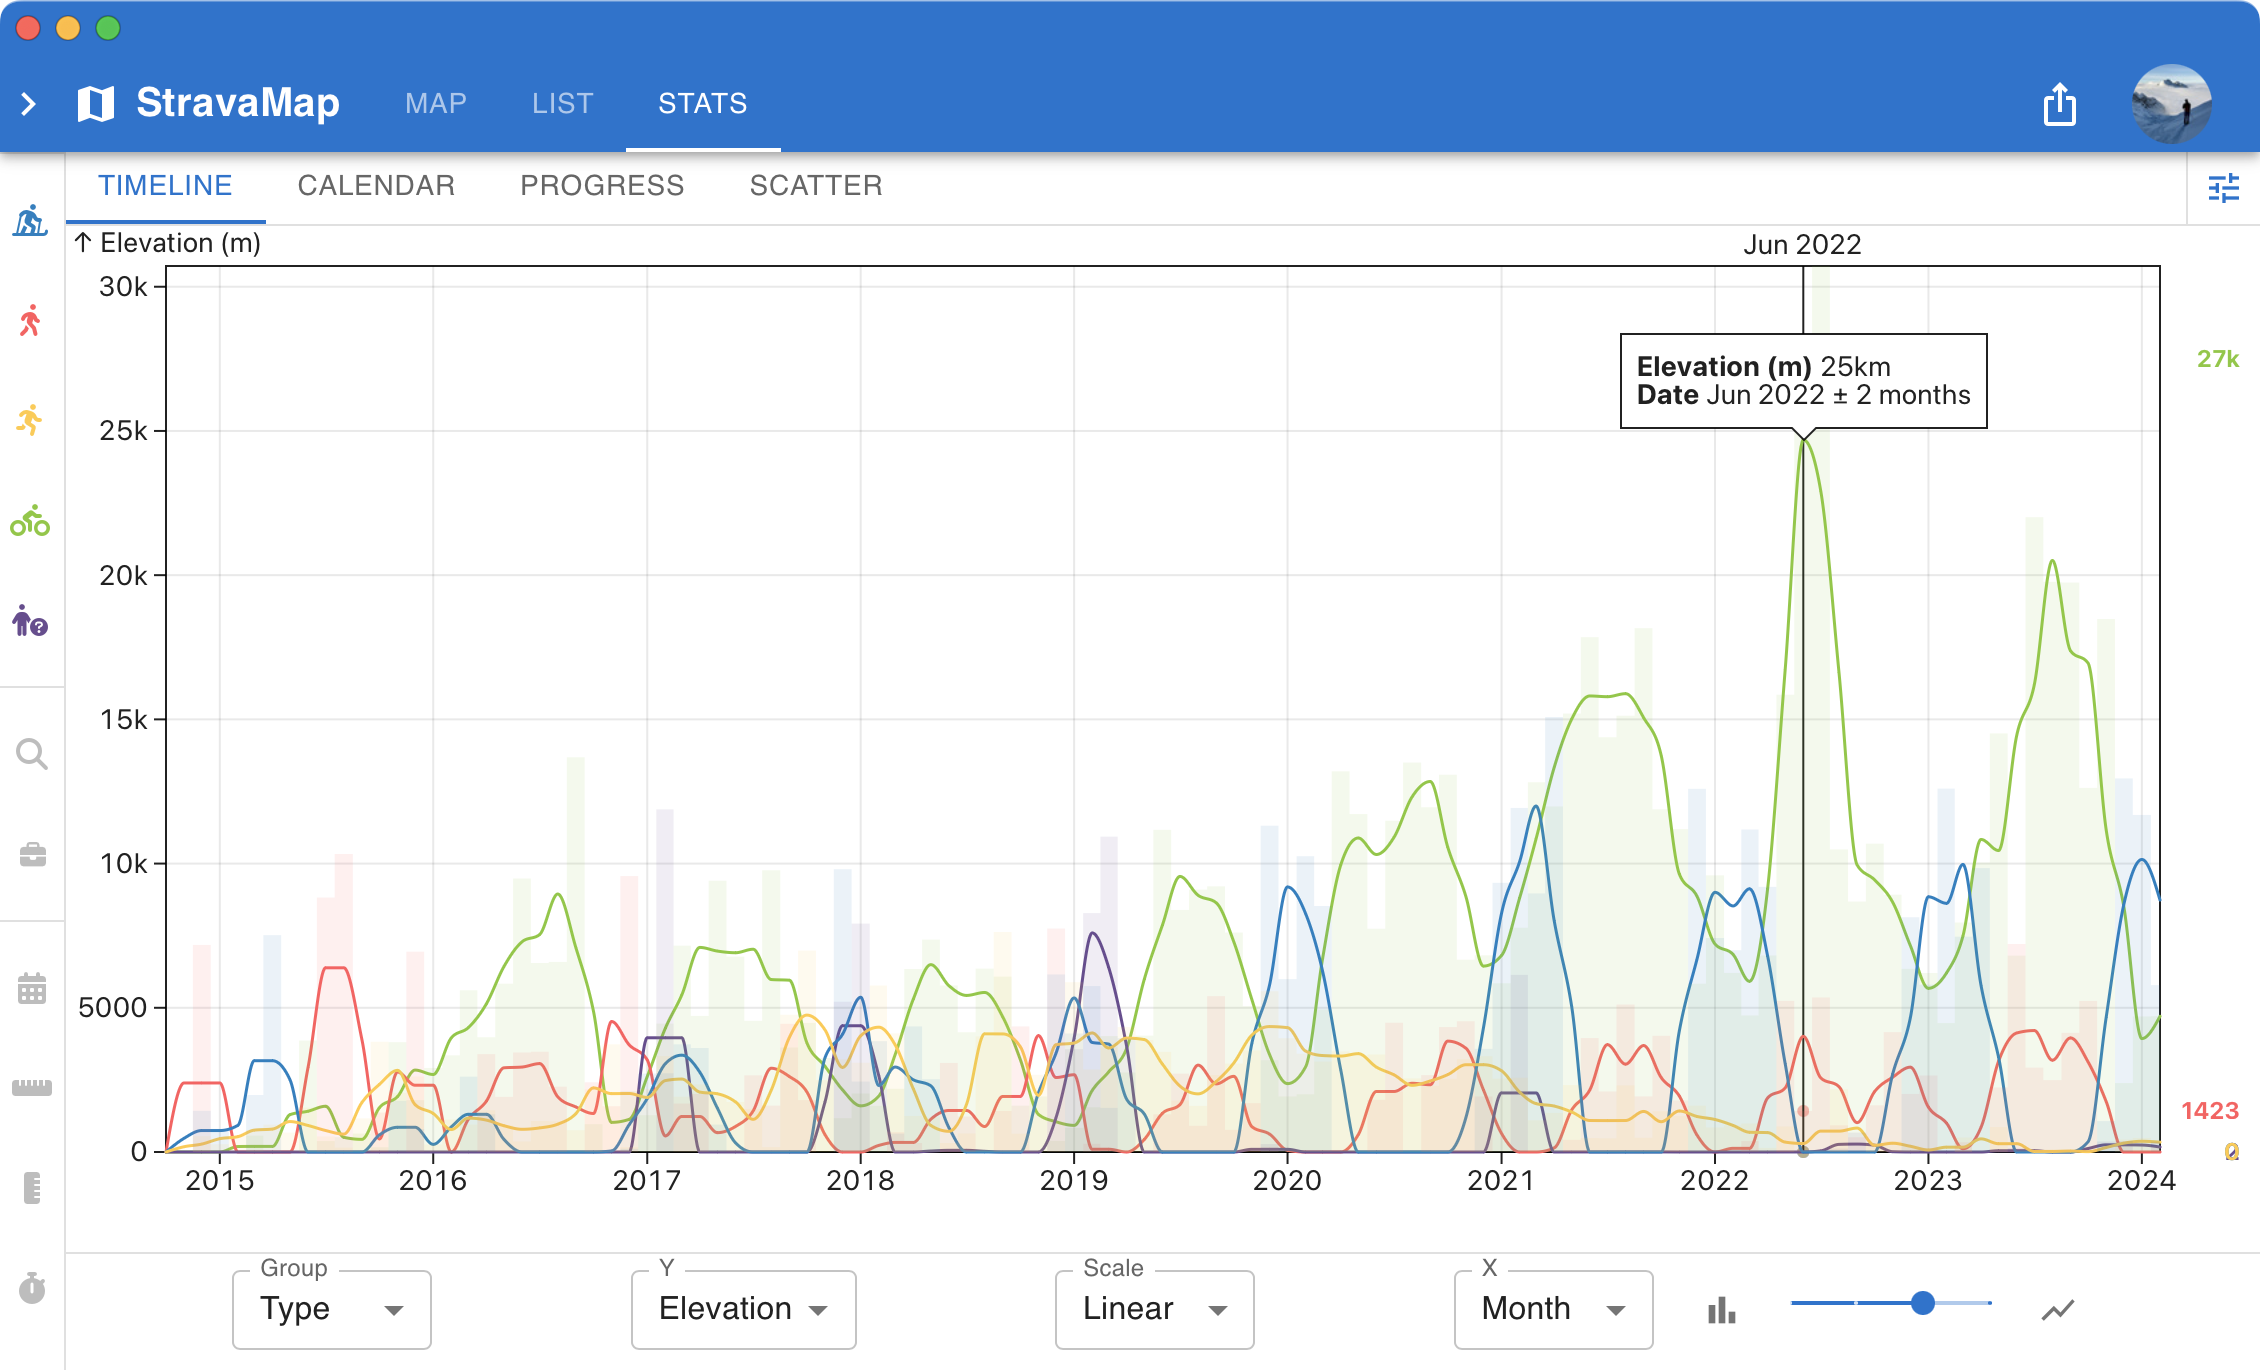 StravaMap MAP LIST STATS
TIMELINE CALENDAR PROGRESS SCATTER
↑ Elevation (m)
Jun 2022
30k
27k
Elevation (m) 25km
Date Jun 2022 ± 2 months
25k
20k
15k
10k
5000
1423
0
0
2015 2016 2017 2018 2019 2020 2021 2022 2023 2024
Group Y Scale X
Type Elevation Linear Month